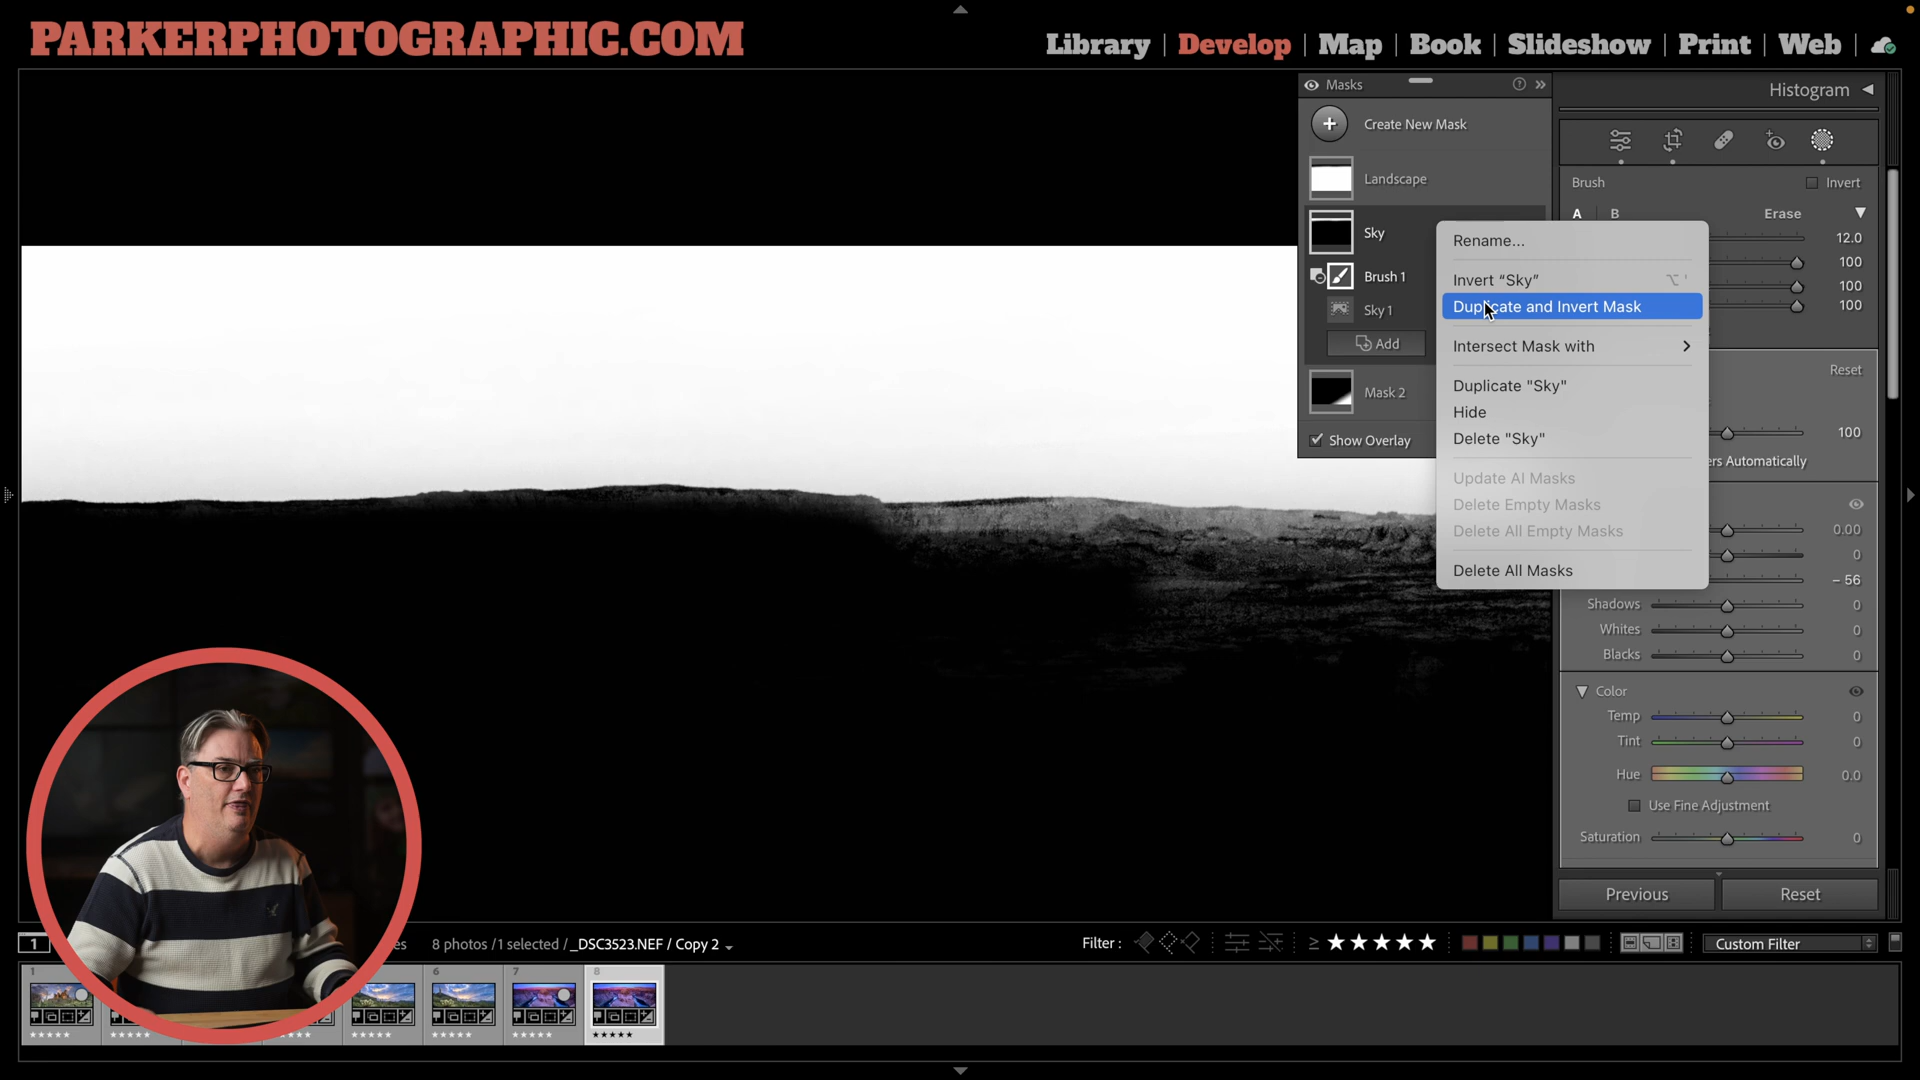 PARKERPHOTOGRAPHIC.COM
Library | Develop | Map | Book | Slideshow | Print | Web |
Masks
Histogram
Create New Mask
Landscape
Brush
Invert
A B Erase
Sky
12.0
Rename...
100
Brush 1
Invert “Sky”
100
Duplicate and Invert Mask
100
Sky 1
Add
Intersect Mask with
Reset
Duplicate "Sky"
Mask 2
Hide
100
Show Overlay
Delete "Sky"
ers Automatically
Update AI Masks
Delete Empty Masks
Delete All Empty Masks
0.00
0
Delete All Masks
– 56
Shadows 0
Whites 0
Blacks 0
Color
Temp 0
Tint 0
Hue 0.0
Use Fine Adjustment
Saturation 0
Previous
Reset
1
es
8 photos / 1 selected / _DSC3523.NEF / Copy 2
Filter :
≥ ★★★★★
Custom Filter
1
6
7
8